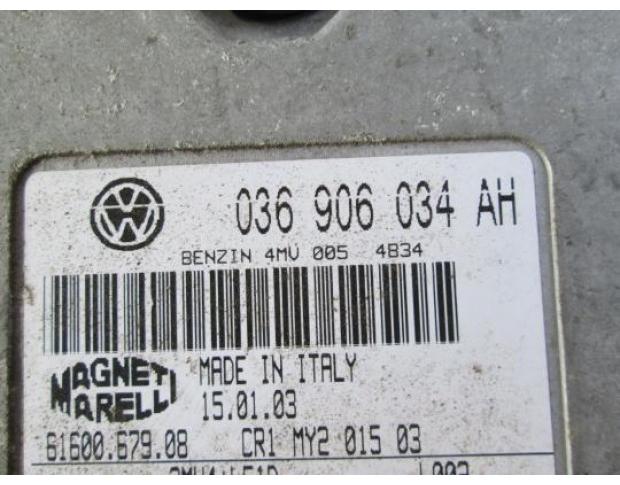 036 906 034 AH
BENZIN 4MV 005 4834
MAGNETI
MARELLI
MADE IN ITALY
15.01.03
61600.679.08 CR1 MY2 015 03